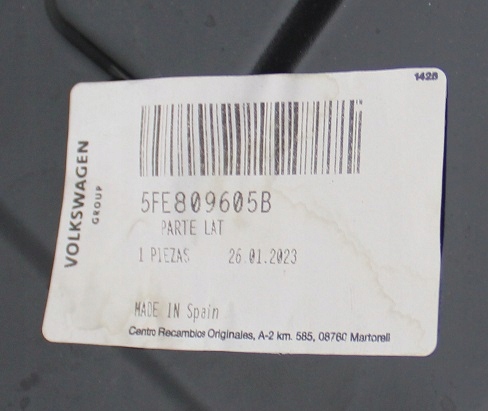 1428
VOLKSWAGEN
GROUP
5FE809605B
PARTE LAT
1 PIEZAS 26.01.2023
MADE IN Spain
Centro Recambios Originales, A-2 km. 585, 08760 Martorell